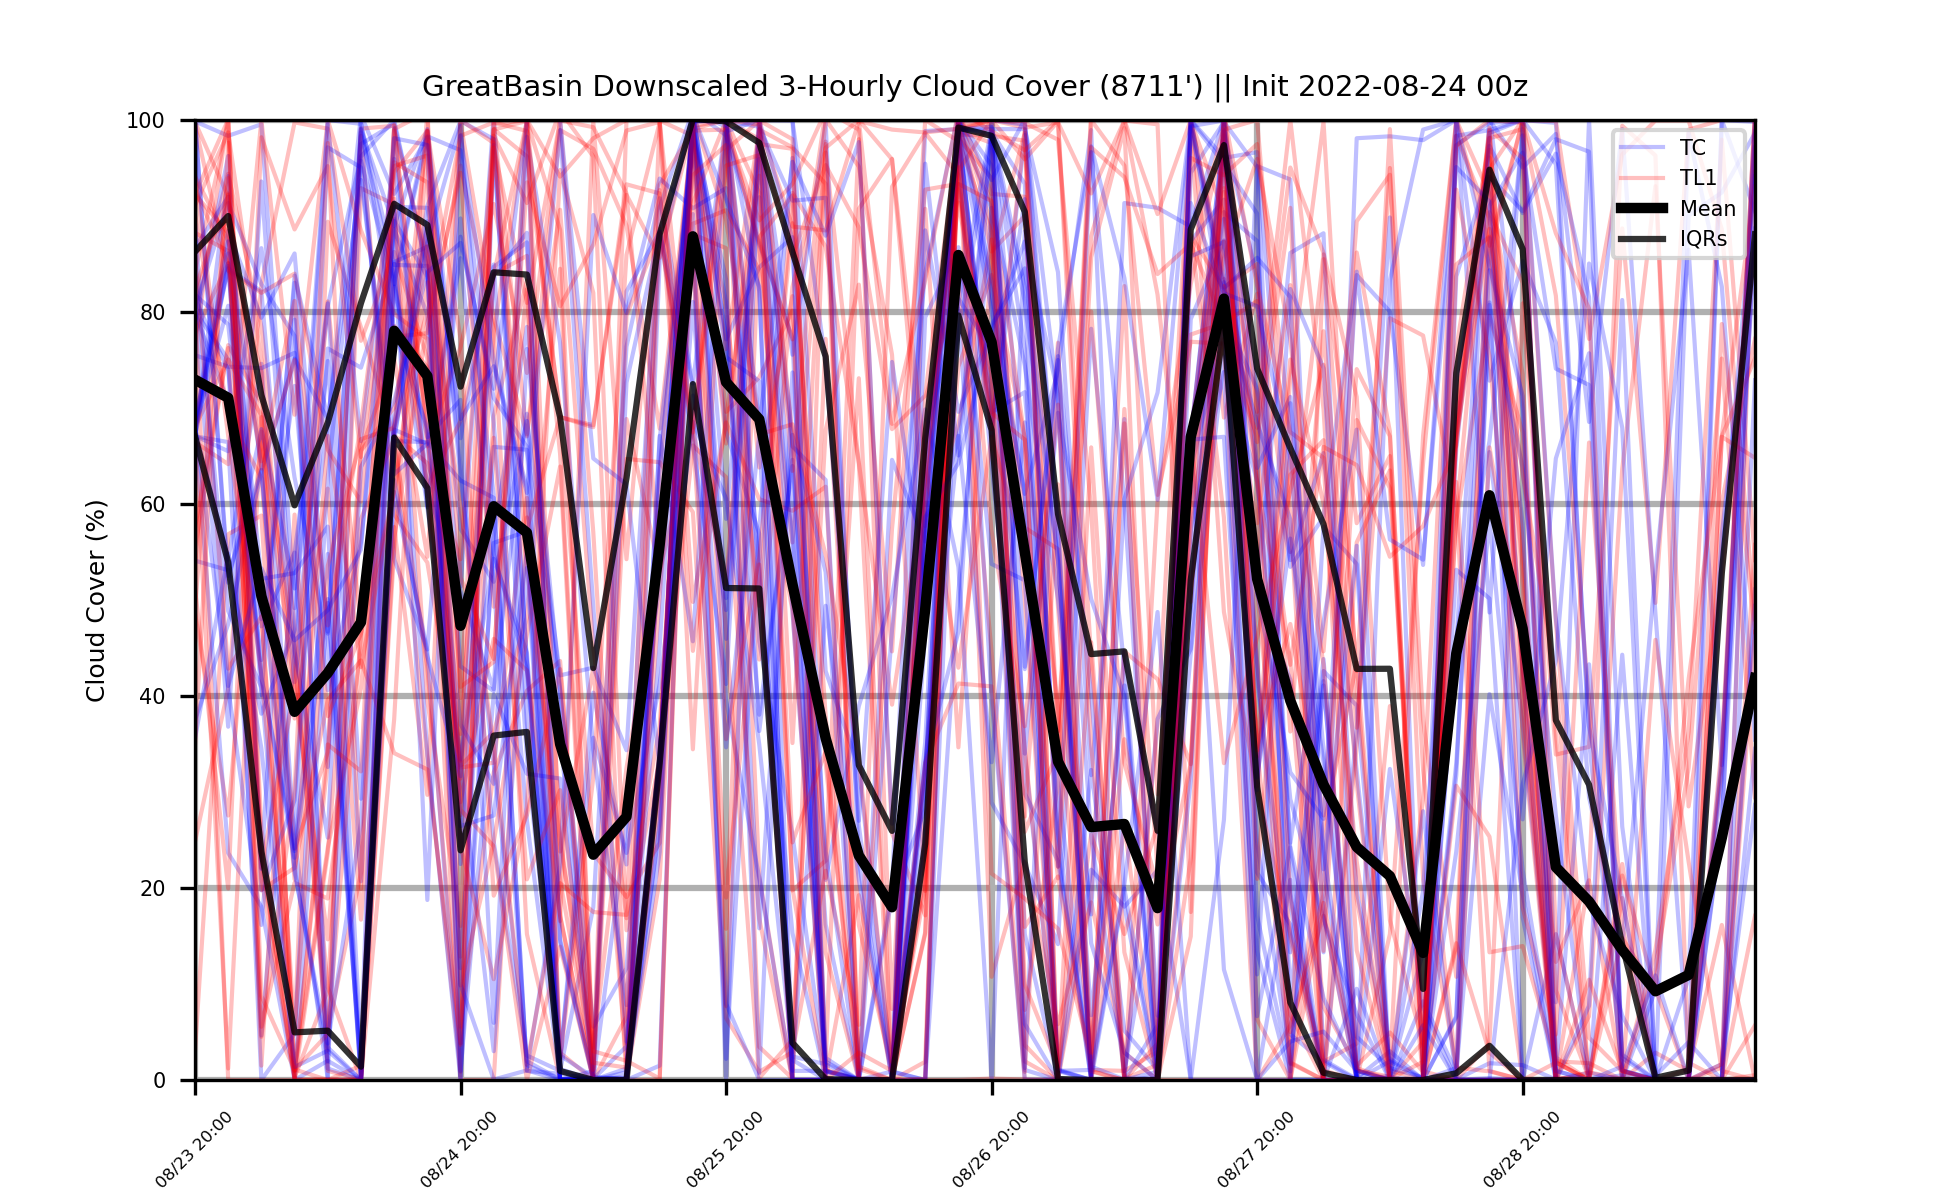 GreatBasin Downscaled 3-Hourly Cloud Cover (8711') || Init 2022-08-24 00z
TC
TL1
Mean
IQRs
Cloud Cover (%)
100
80
60
40
20
0
08/23 20:00
08/24 20:00
08/25 20:00
08/26 20:00
08/27 20:00
08/28 20:00